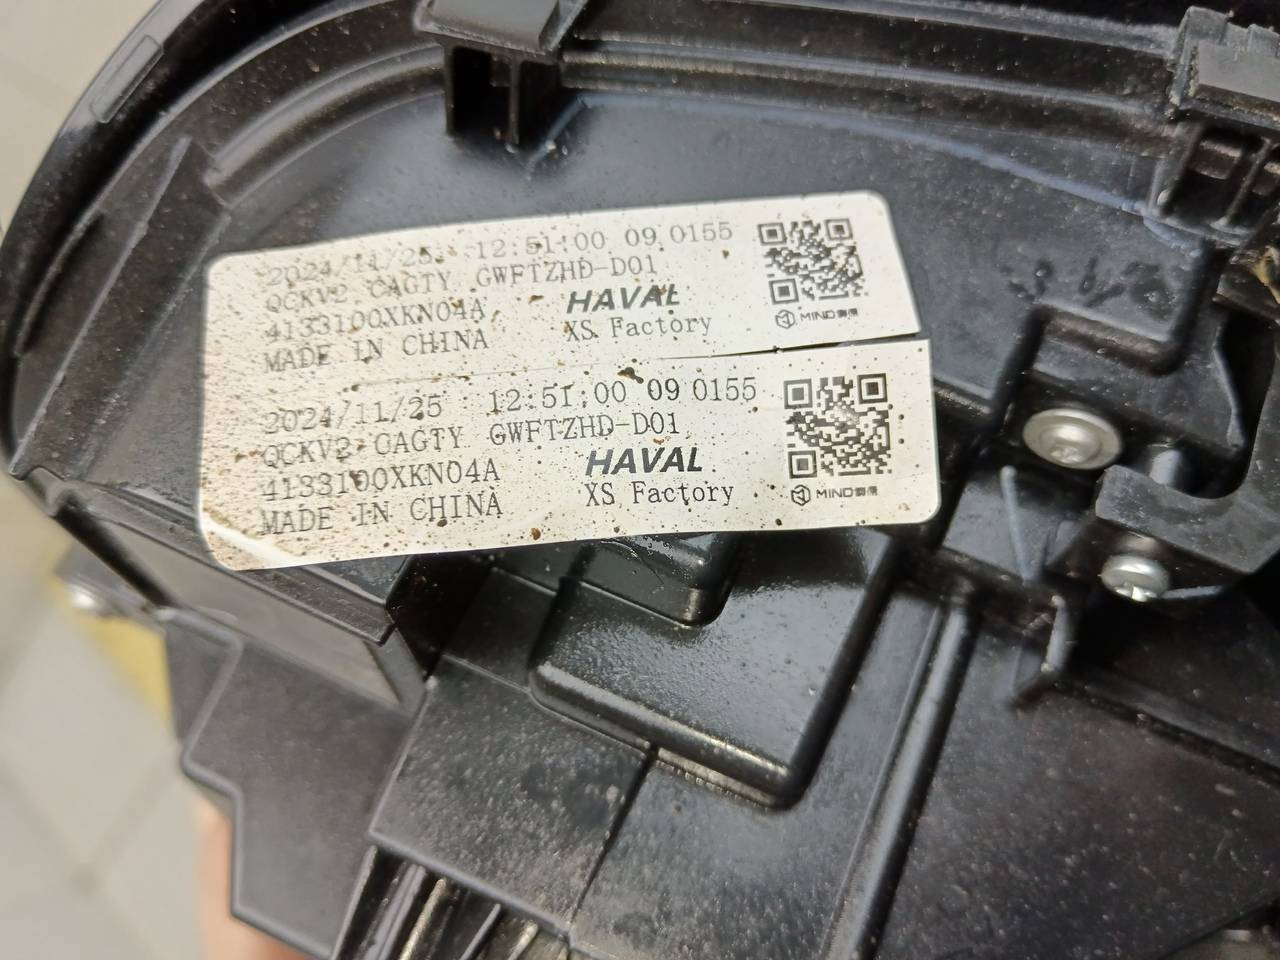 2024/11/25 12:51:00 09 0155
QCKV2 CAGTY GWFTZHD-D01
4133100XKN04A HAVAL
MADE IN CHINA XS Factory
MIND
2024/11/25 12:51:00 09 0155
QCKV2 CAGTY GWFTZHD-D01
4133100XKN04A HAVAL
MADE IN CHINA XS Factory
MIND